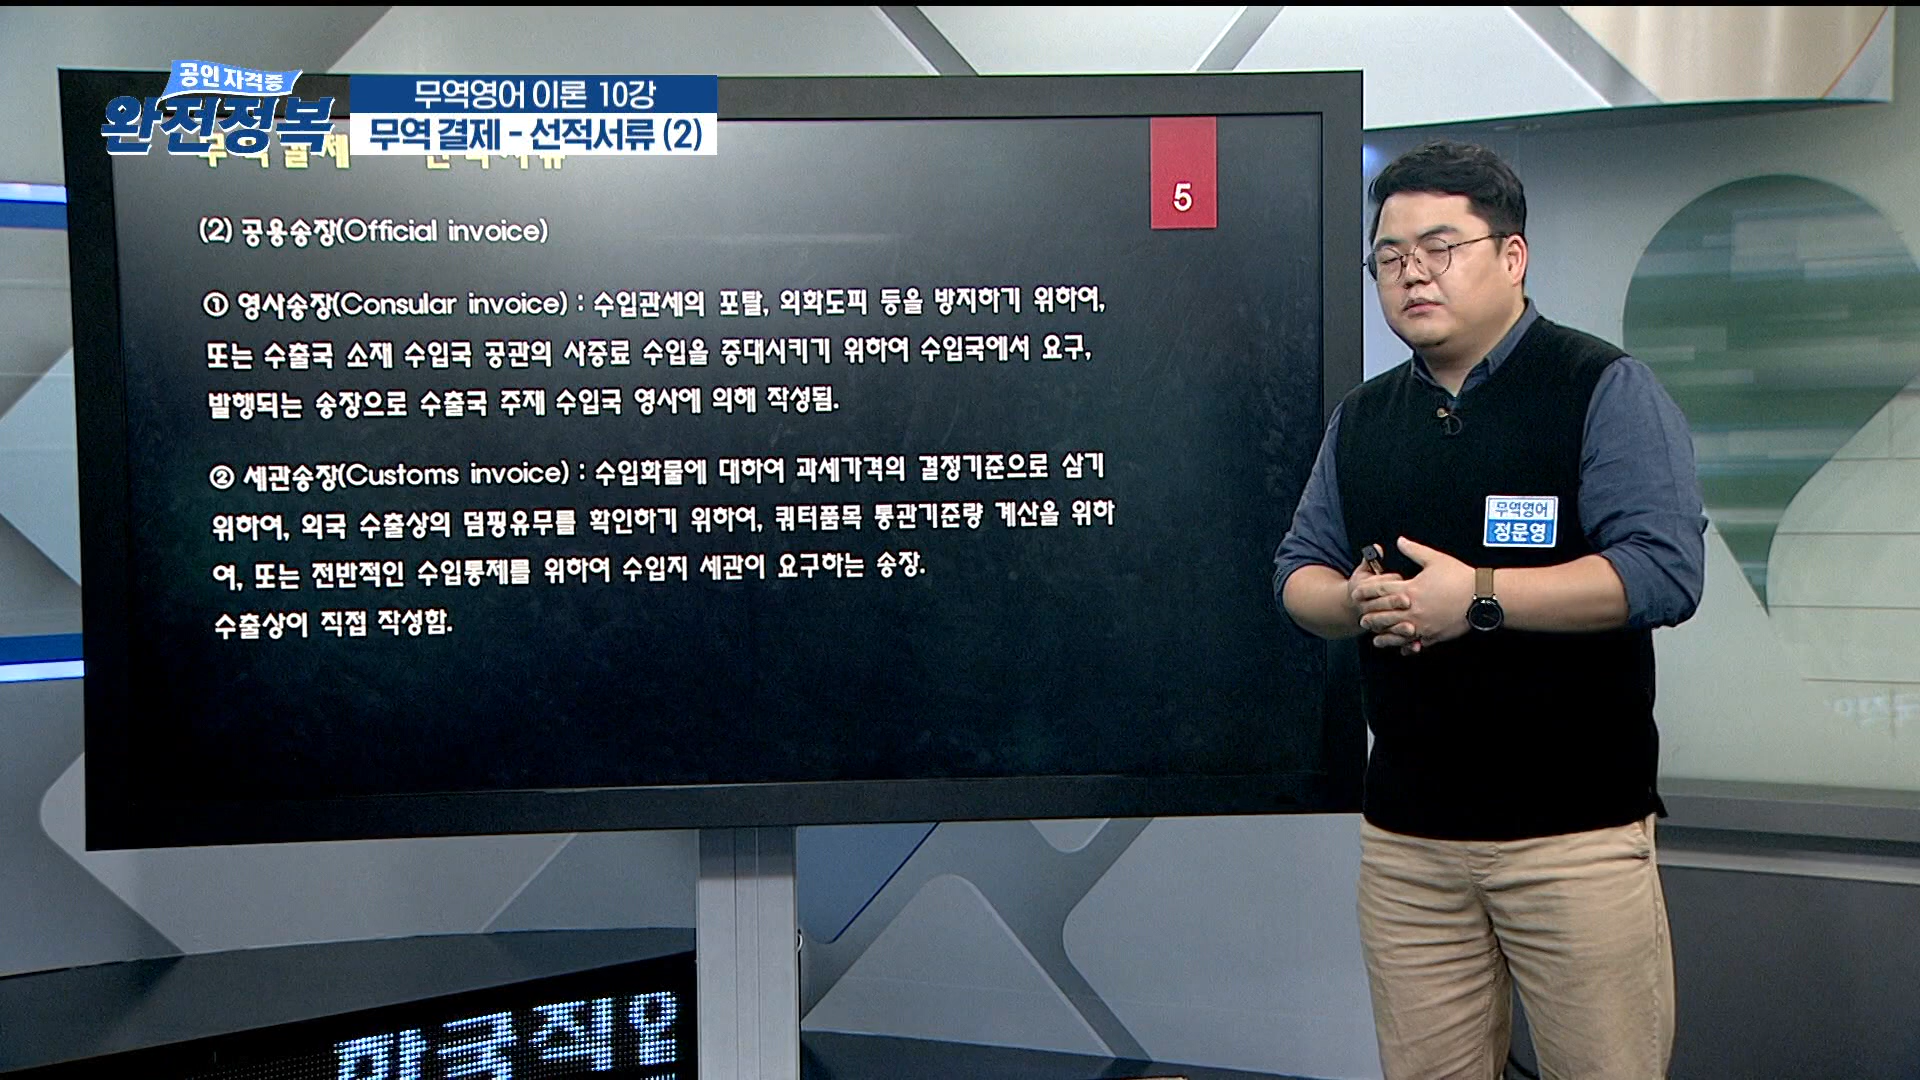 공인 자격증
완전정복
무역영어 이론 10강
무역 결제 - 선적서류 (2)
5
(2) 공용송장(Official invoice)
① 영사송장(Consular invoice) : 수입관세의 포탈, 외화도피 등을 방지하기 위하여,
또는 수출국 소재 수입국 공관의 사증료 수입을 증대시키기 위하여 수입국에서 요구,
발행되는 송장으로 수출국 주재 수입국 영사에 의해 작성됨.
② 세관송장(Customs invoice) : 수입화물에 대하여 과세가격의 결정기준으로 삼기
위하여, 외국 수출상의 덤핑유무를 확인하기 위하여, 쿼터품목 통관기준량 계산을 위하
여, 또는 전반적인 수입통제를 위하여 수입지 세관이 요구하는 송장.
수출상이 직접 작성함.
무역영어
정문영